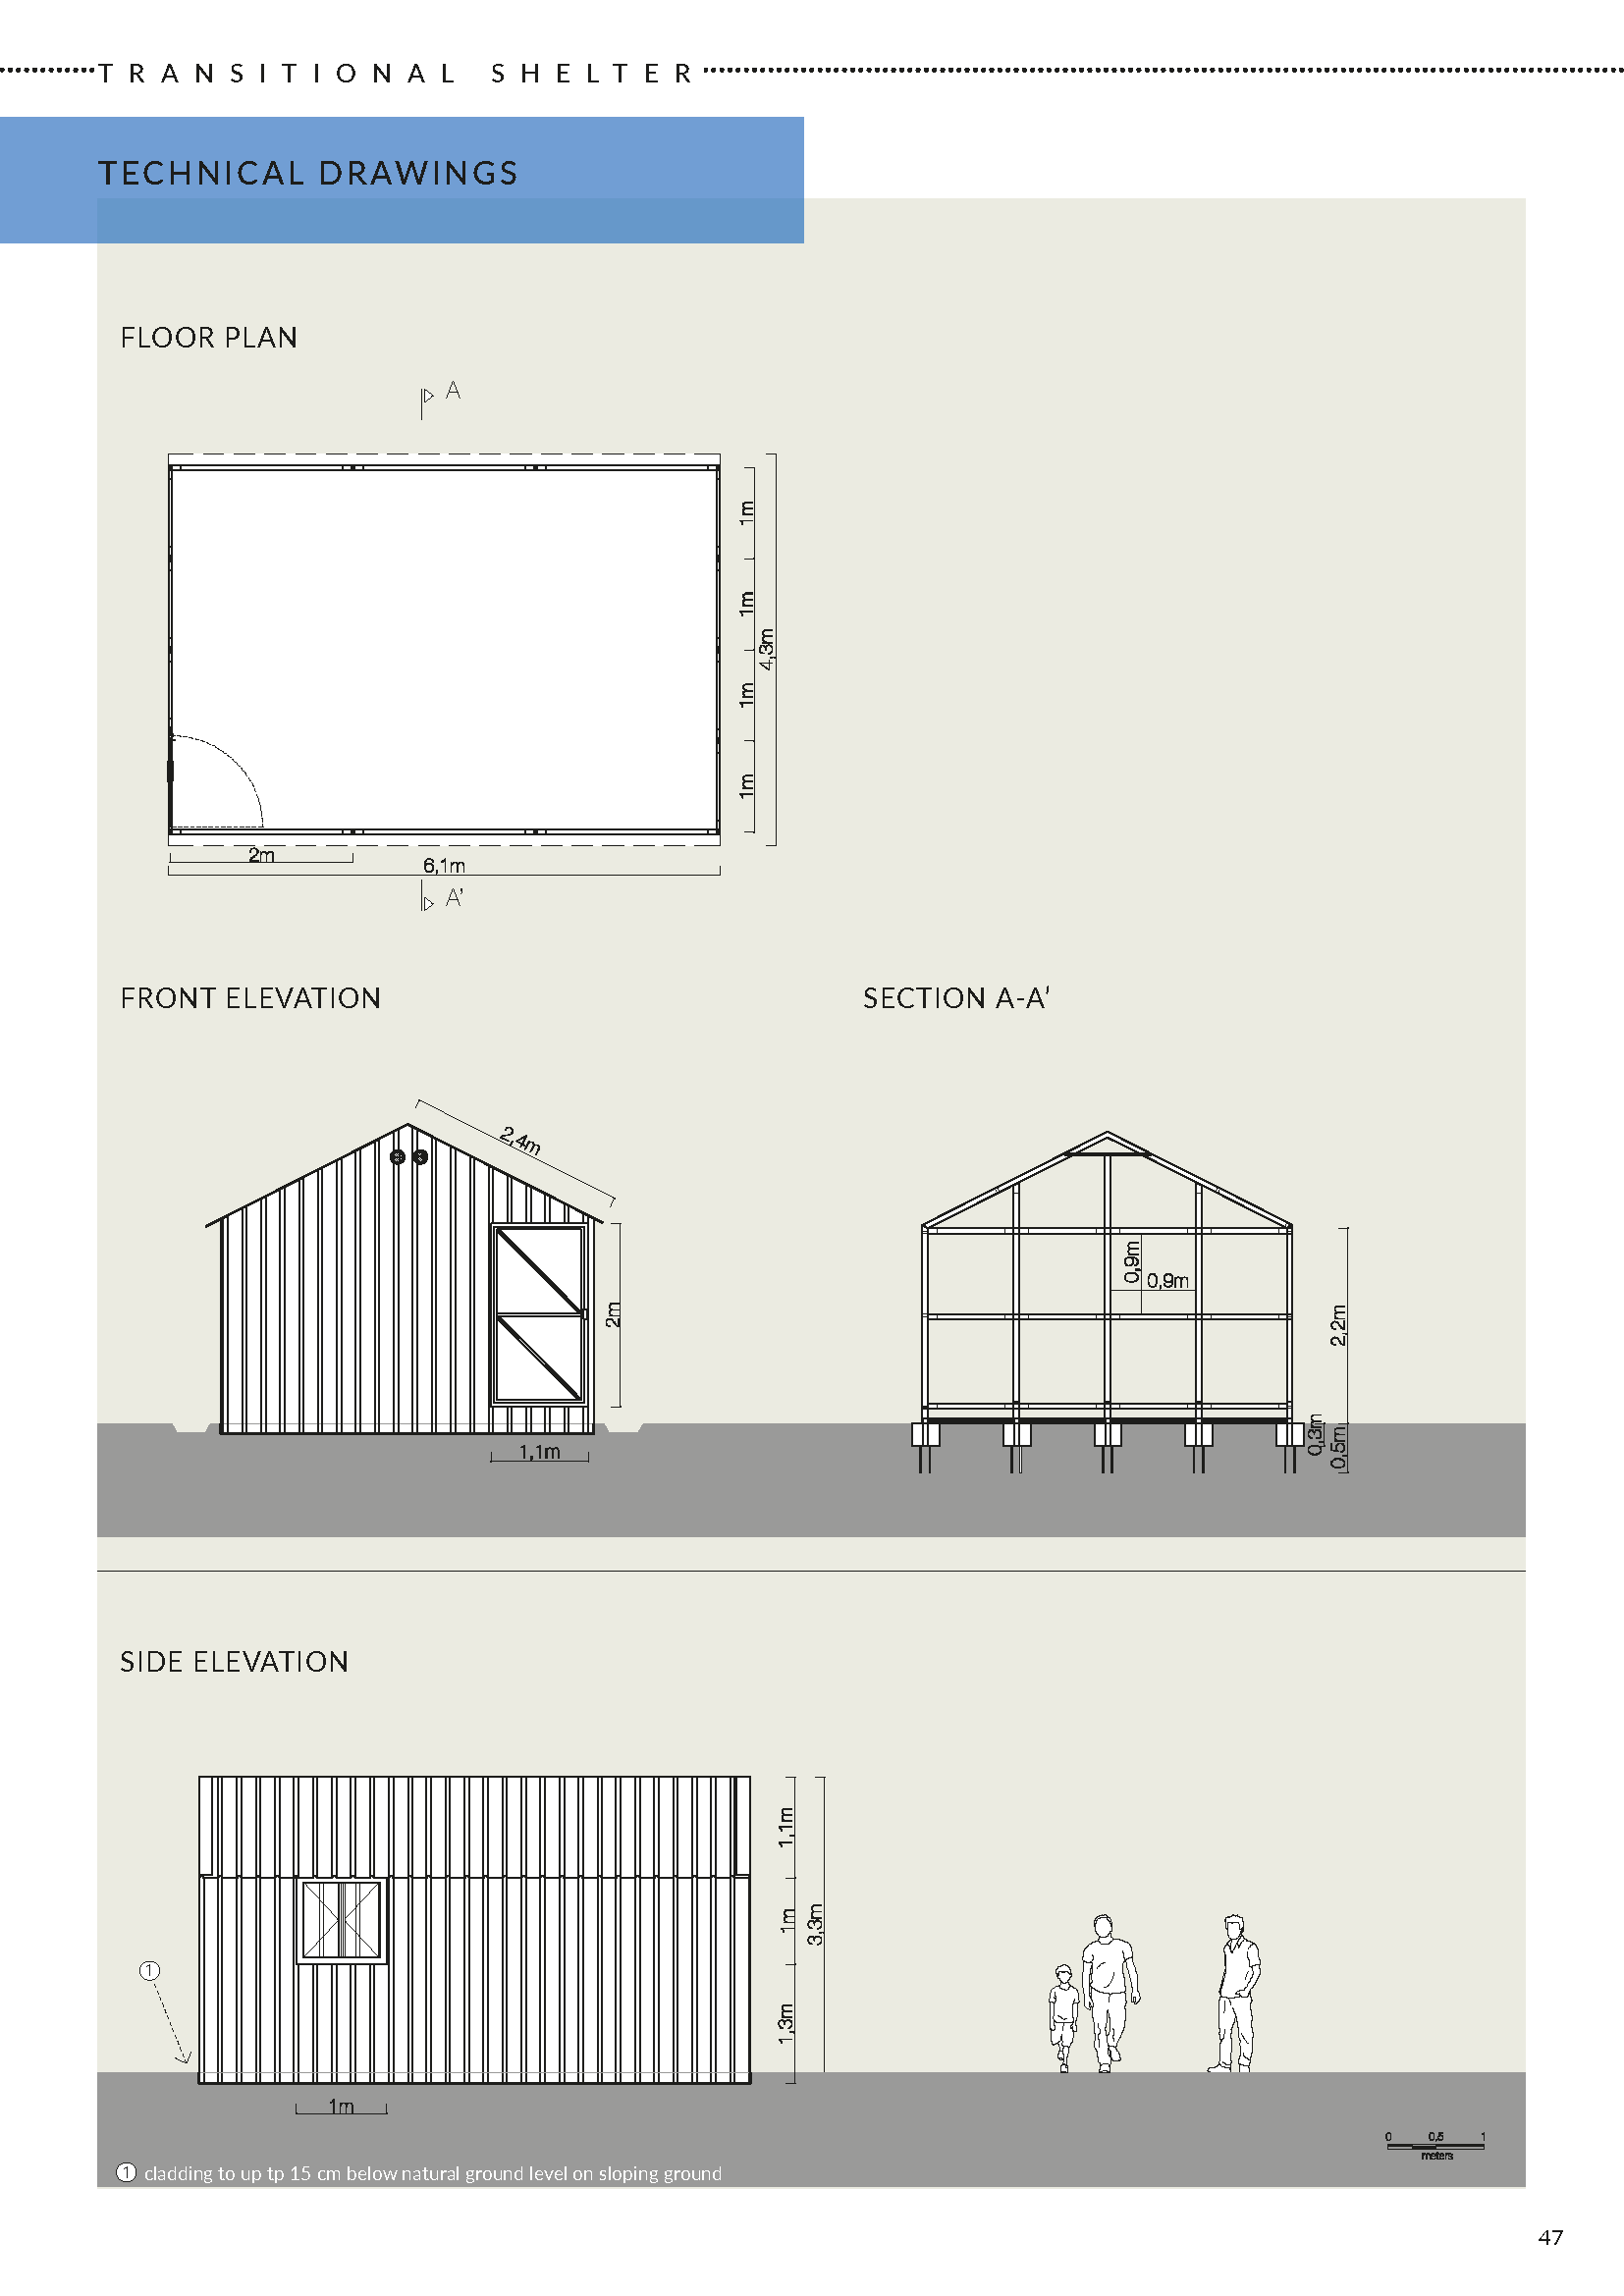 TRANSITIONAL SHELTER
TECHNICAL DRAWINGS
FLOOR PLAN
A
1m
1m
1m
1m
4,3m
2m
6,1m
A’
FRONT ELEVATION
2,4m
2m
1,1m
SECTION A-A’
0,9m
0,9m
2,2m
0,3m
0,5m
SIDE ELEVATION
1,1m
1m
1,3m
3,3m
1
1m
0 0,5 1
meters
1 cladding to up tp 15 cm below natural ground level on sloping ground
47